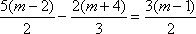 5(m−2)/2 − 2(m+4)/3 = 3(m−1)/2